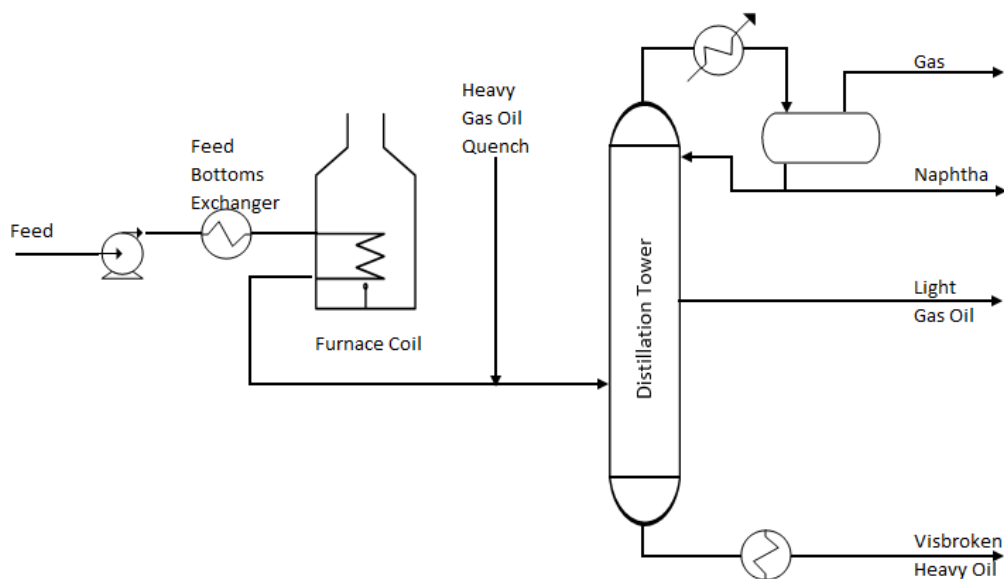 Feed
Feed
Bottoms
Exchanger
Furnace Coil
Heavy
Gas Oil
Quench
Distillation Tower
Gas
Naphtha
Light
Gas Oil
Visbroken
Heavy Oil